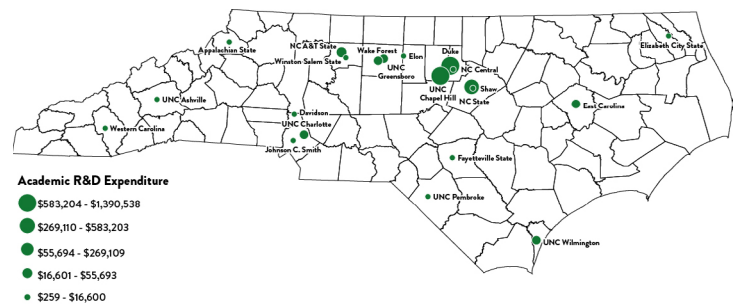 Appalachian State
NC A&T State
Winston Salem State
Wake Forest
UNC
Greensboro
Elon
Duke
NC Central
UNC
Chapel Hill
Shaw
NC State
Elizabeth City State
UNC Ashville
Western Carolina
Davidson
UNC Charlotte
Johnson C. Smith
East Carolina
Fayetteville State
UNC Pembroke
UNC Wilmington
Academic R&D Expenditure
$583,204 - $1,390,538
$269,110 - $583,203
$55,694 - $269,109
$16,601 - $55,693
$259 - $16,600